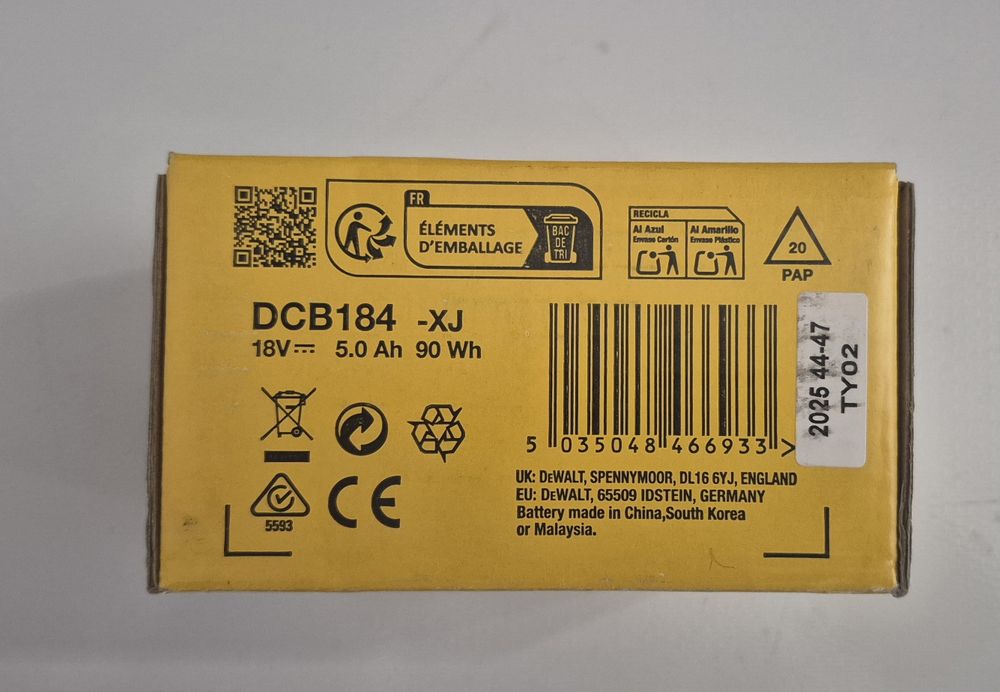 FR
ÉLÉMENTS
D'EMBALLAGE
BAC
DE
TRI
RECICLA
Al Azul
Envase Cartón
Al Amarillo
Envase Plástico
20
PAP
DCB184 -XJ
18V⎓ 5.0 Ah 90 Wh
5 035048 466933 >
2025 44-47
TY02
5593
CE
UK: DEWALT, SPENNYMOOR, DL16 6YJ, ENGLAND
EU: DEWALT, 65509 IDSTEIN, GERMANY
Battery made in China,South Korea
or Malaysia.